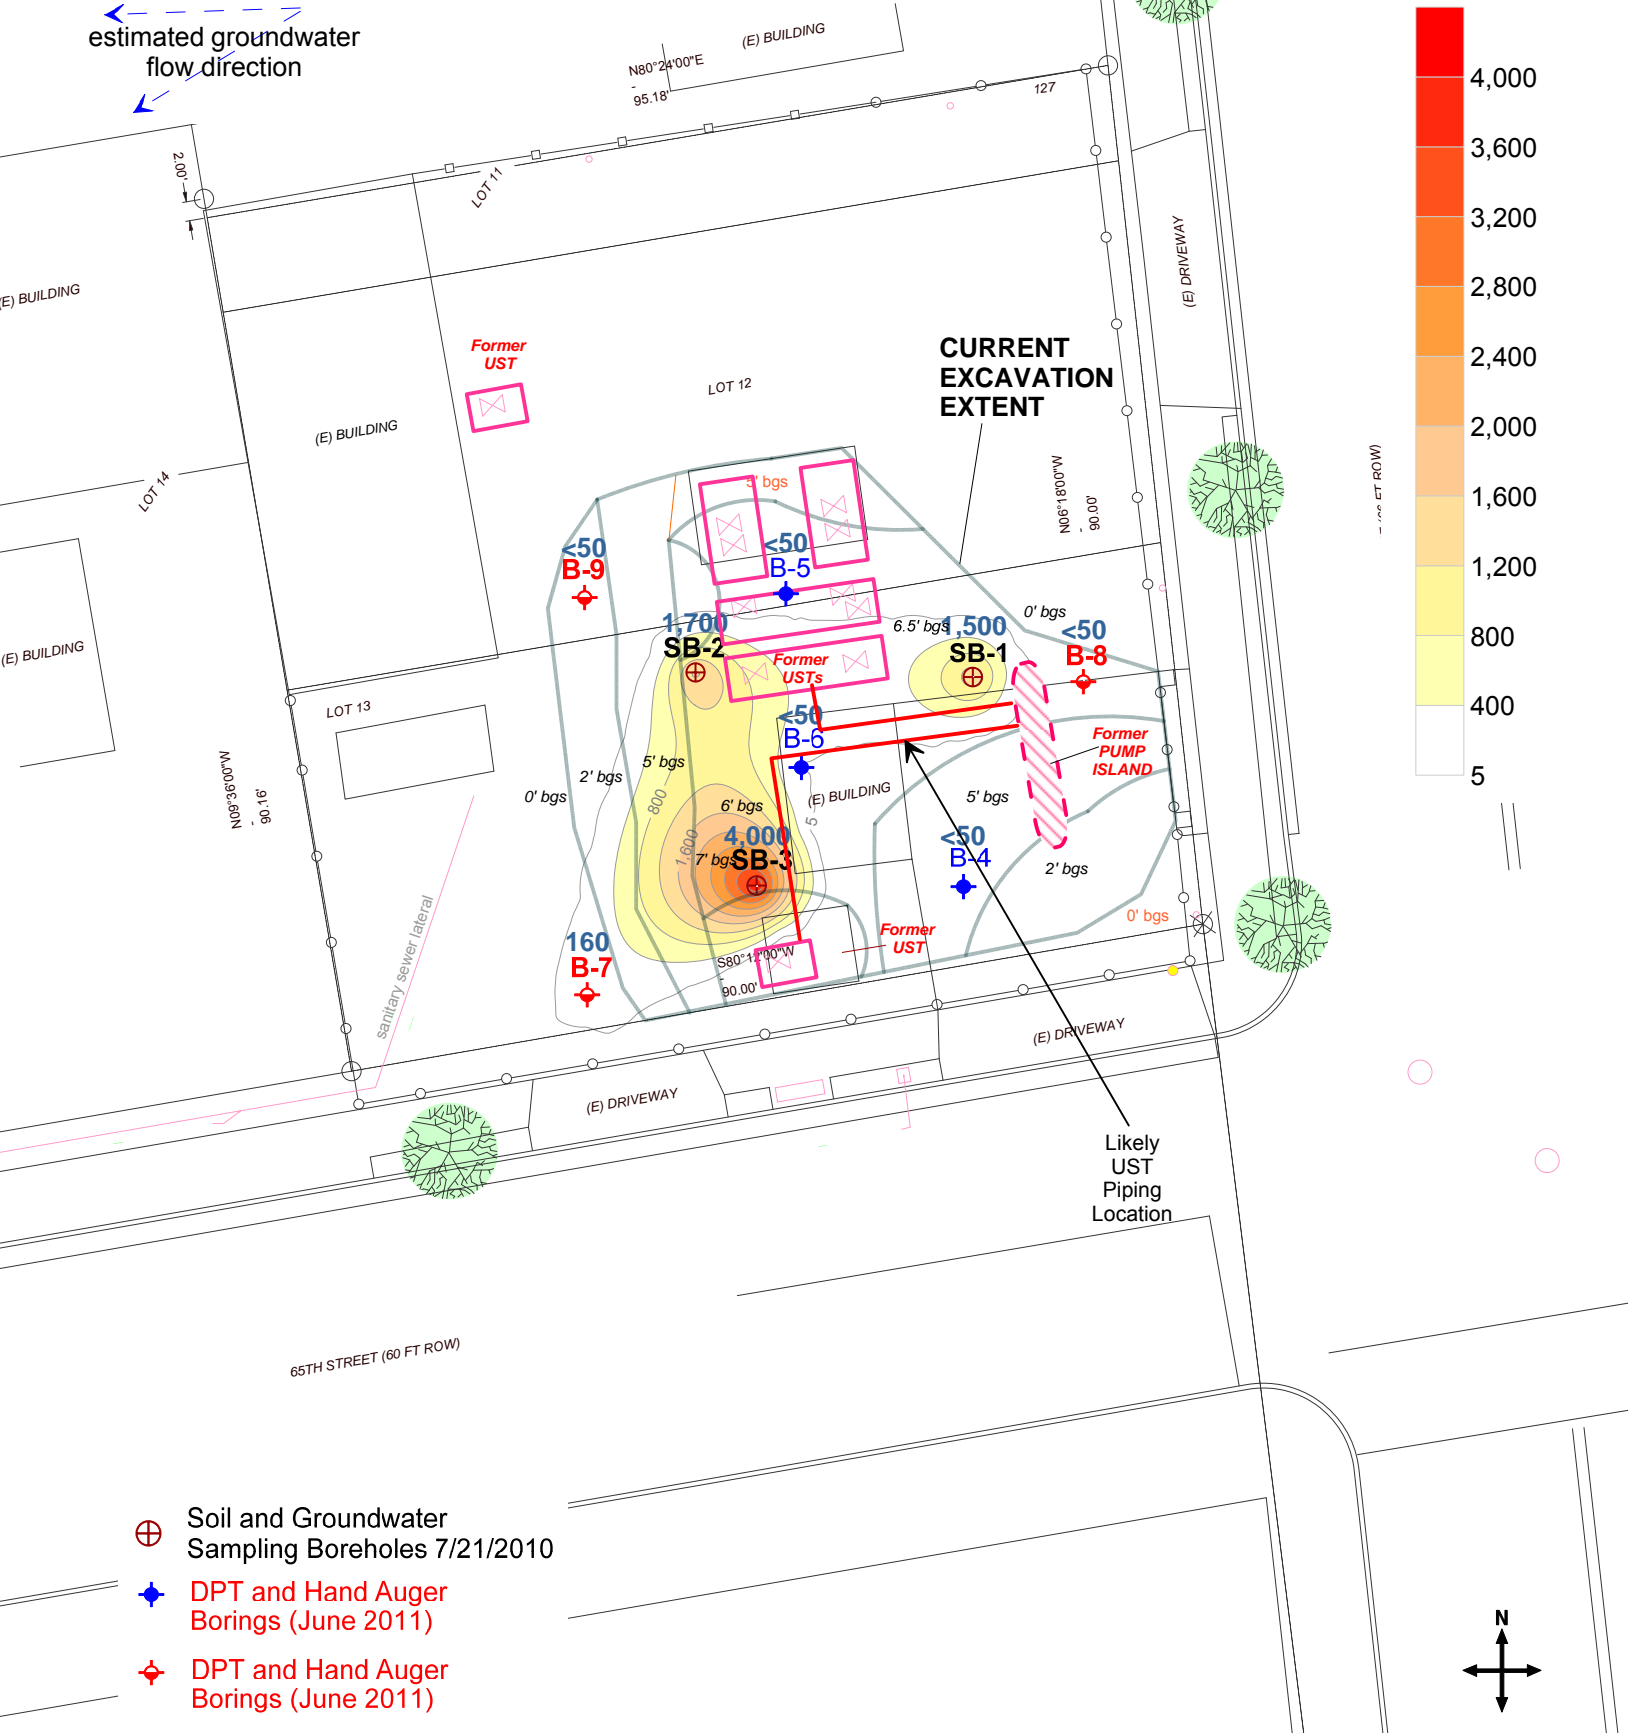 estimated groundwater
flow direction
(E) BUILDING
N80°24'00"E
-
95.18'
127
4,000
3,600
3,200
2,800
2,400
2,000
1,600
1,200
800
400
5
2.00'
LOT 11
(E) DRIVEWAY
(E) BUILDING
Former
UST
CURRENT
EXCAVATION
EXTENT
LOT 12
(E) BUILDING
LOT 14
N06°18'00"W
-
90.00'
5' bgs
<50
B-9
<50
B-5
0' bgs
6.5' bgs
1,500
SB-1
<50
B-8
1,700
SB-2
Former
USTs
(E) BUILDING
LOT 13
<50
B-6
Former
PUMP
ISLAND
N09°36'00"W
-
90.16'
0' bgs
2' bgs
5' bgs
800
6' bgs
5
(E) BUILDING
5' bgs
4,000
SB-3
1,600
7' bgs
<50
B-4
2' bgs
0' bgs
sanitary sewer lateral
160
B-7
Former
UST
-
90.00'
(E) DRIVEWAY
(E) DRIVEWAY
Likely
UST
Piping
Location
65TH STREET (60 FT ROW)
Soil and Groundwater
Sampling Boreholes 7/21/2010
DPT and Hand Auger
Borings (June 2011)
DPT and Hand Auger
Borings (June 2011)
N